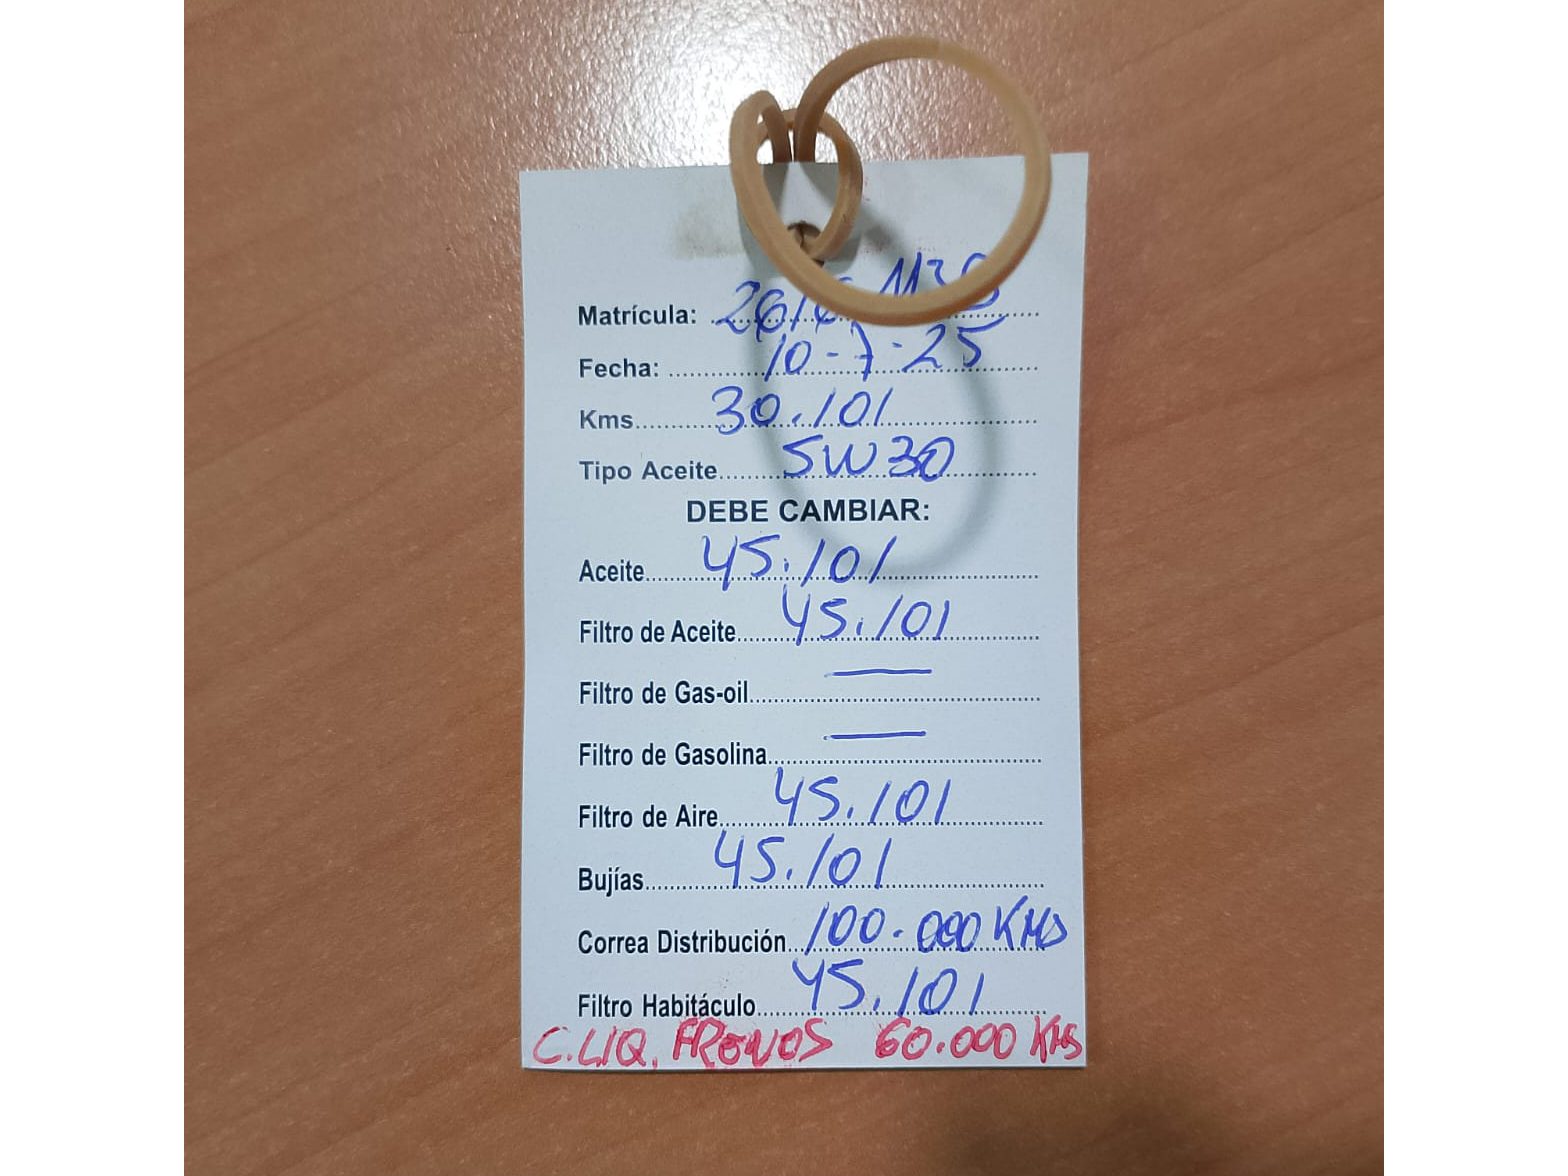 Matrícula:
Fecha: 10-7-25
Kms 30.101
Tipo Aceite 5W30
DEBE CAMBIAR:
Aceite 45.101
Filtro de Aceite 45.101
Filtro de Gas-oil —
Filtro de Gasolina —
Filtro de Aire 45.101
Bujías 45.101
Correa Distribución 100.000 KMS
Filtro Habitáculo 45.101
C.LIQ. FRENOS 60.000 KMS